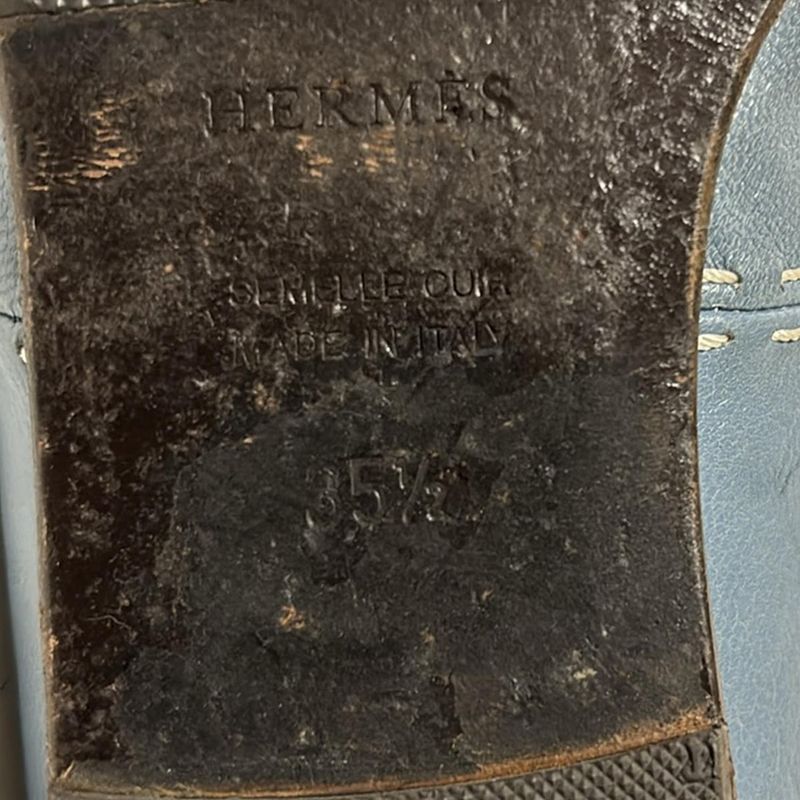 HERMÈS
SEMELLE CUIR
MADE IN ITALY
35½